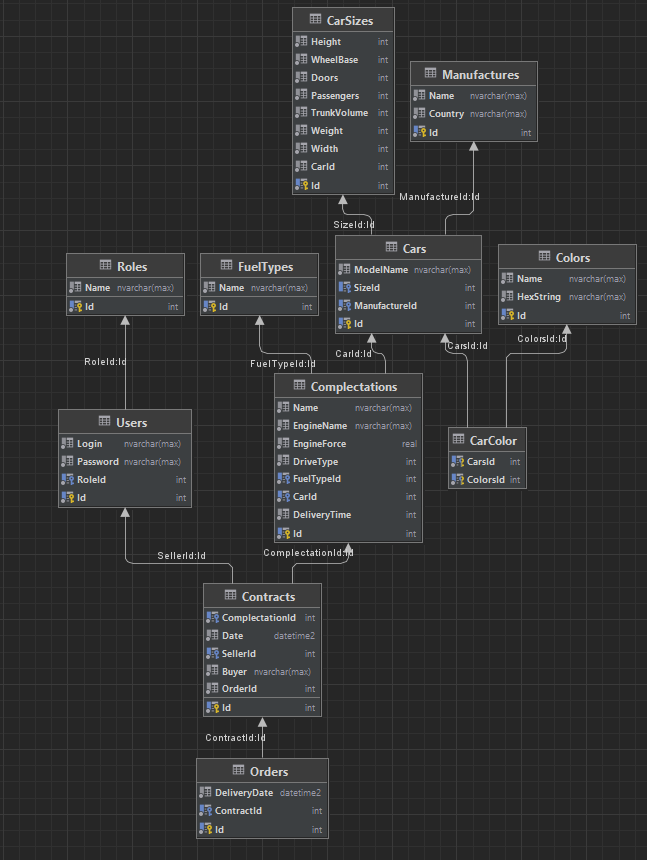 CarSizes
Height int
WheelBase int
Doors int
Passengers int
TrunkVolume int
Weight int
Width int
CarId int
Id int
Manufactures
Name nvarchar(max)
Country nvarchar(max)
Id int
ManufactureId:Id
SizeId:Id
Roles
Name nvarchar(max)
Id int
FuelTypes
Name nvarchar(max)
Id int
Cars
ModelName nvarchar(max)
SizeId int
ManufactureId int
Id int
Colors
Name nvarchar(max)
HexString nvarchar(max)
Id int
RoleId:Id
FuelTypeId:Id
CarId:Id
CarsId:Id
ColorsId:Id
Users
Login nvarchar(max)
Password nvarchar(max)
RoleId int
Id int
Complectations
Name nvarchar(max)
EngineName nvarchar(max)
EngineForce real
DriveType int
FuelTypeId int
CarId int
DeliveryTime int
Id int
CarColor
CarsId int
ColorsId int
SellerId:Id
ComplectationId:Id
Contracts
ComplectationId int
Date datetime2
SellerId int
Buyer nvarchar(max)
OrderId int
Id int
ContractId:Id
Orders
DeliveryDate datetime2
ContractId int
Id int